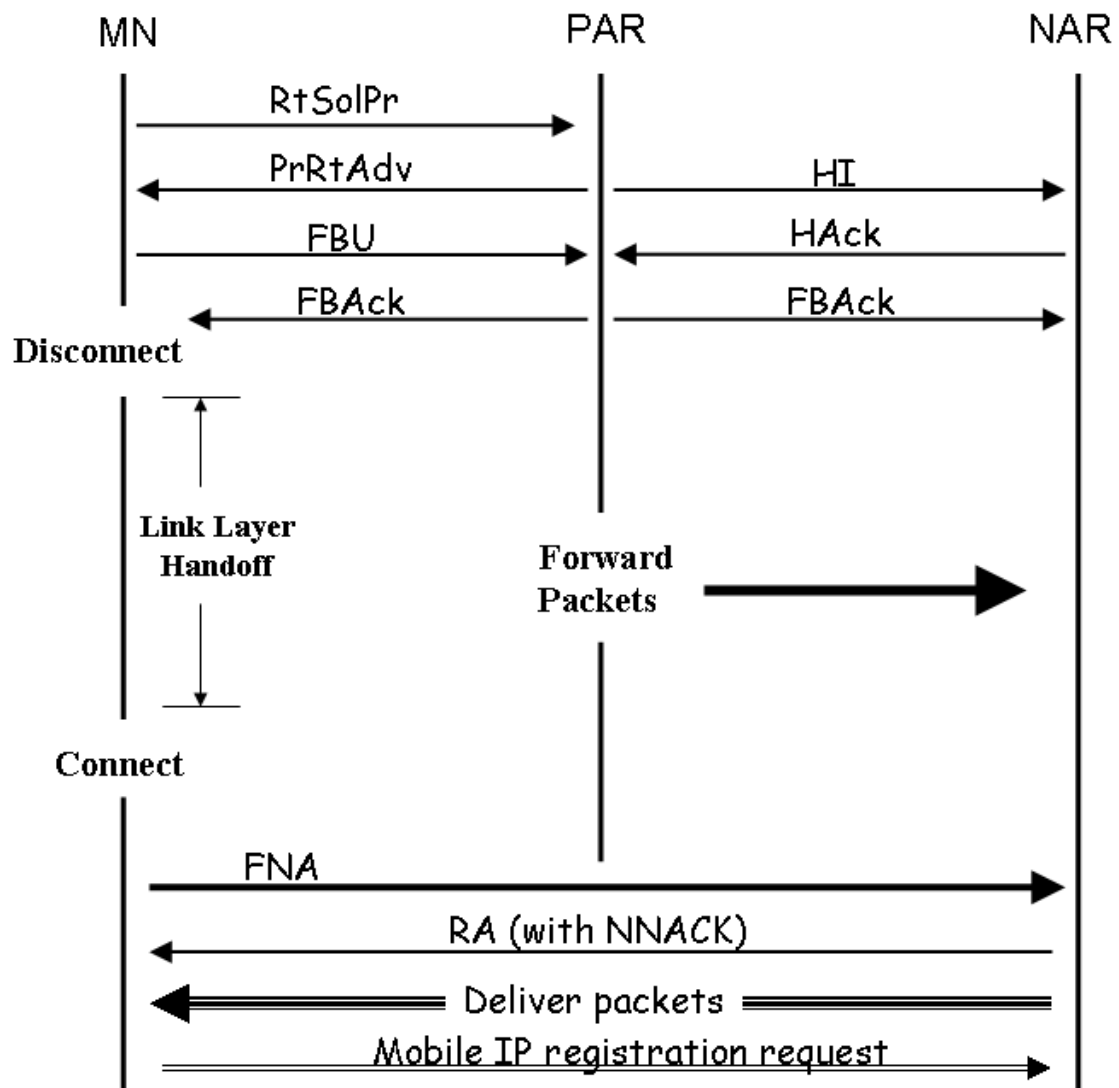 MN PAR NAR
RtSolPr
PrRtAdv HI
FBU HAck
FBAck FBAck
Disconnect
Link Layer
Handoff
Forward
Packets
Connect
FNA
RA (with NNACK)
Deliver packets
Mobile IP registration request